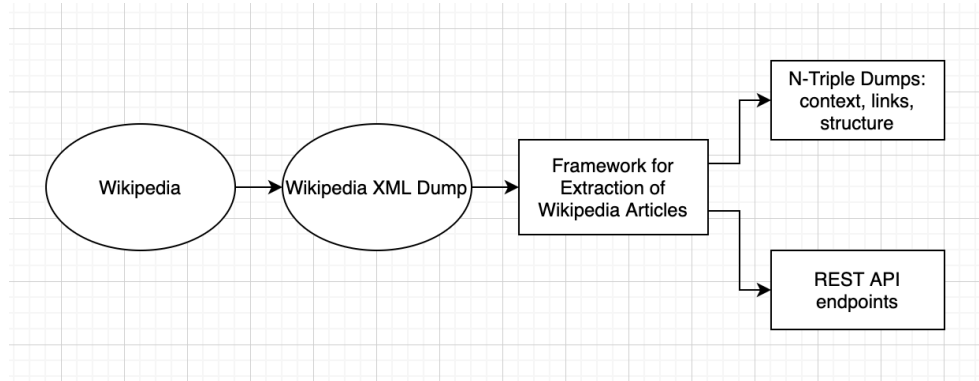 Wikipedia
Wikipedia XML Dump
Framework for
Extraction of
Wikipedia Articles
N-Triple Dumps:
context, links,
structure
REST API
endpoints